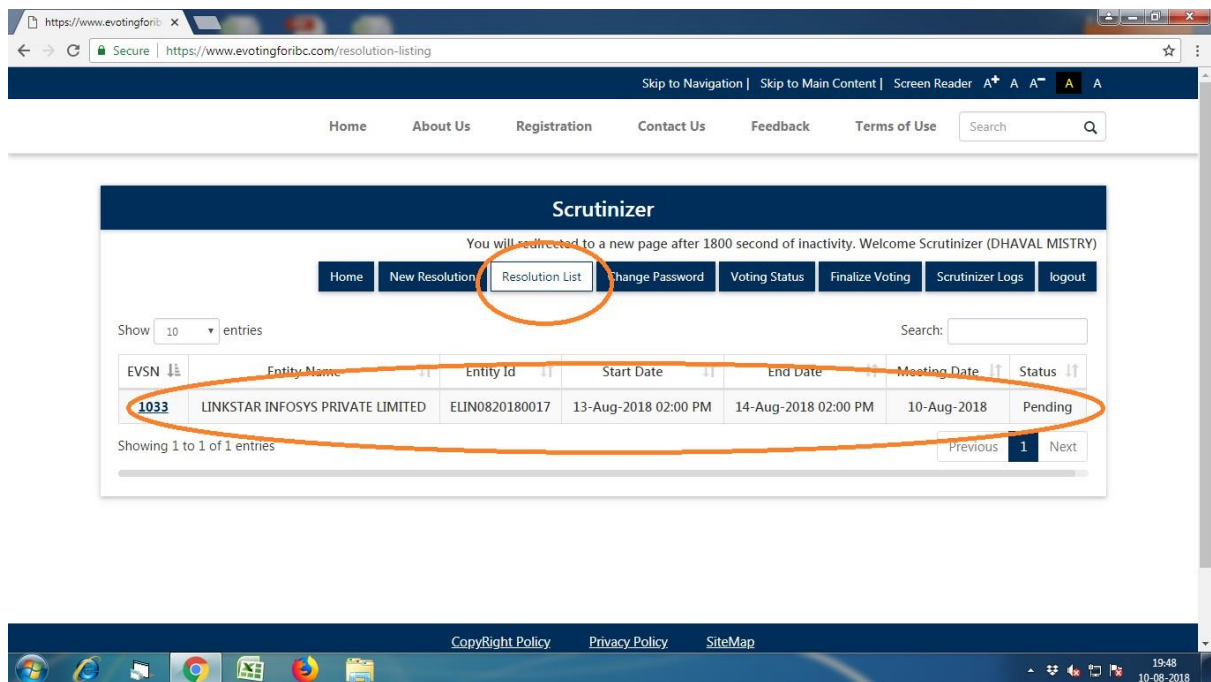 https://www.evotingforib
Secure | https://www.evotingforibc.com/resolution-listing
Skip to Navigation | Skip to Main Content | Screen Reader A+ A A- A A
Home About Us Registration Contact Us Feedback Terms of Use Search
Scrutinizer
You will redirected to a new page after 1800 second of inactivity. Welcome Scrutinizer (DHAVAL MISTRY)
Home New Resolution Resolution List Change Password Voting Status Finalize Voting Scrutinizer Logs logout
Show 10 entries Search:
EVSN Entity Name Entity Id Start Date End Date Meeting Date Status
1033 LINKSTAR INFOSYS PRIVATE LIMITED ELIN0820180017 13-Aug-2018 02:00 PM 14-Aug-2018 02:00 PM 10-Aug-2018 Pending
Showing 1 to 1 of 1 entries Previous 1 Next
CopyRight Policy Privacy Policy SiteMap
19:48
10-08-2018